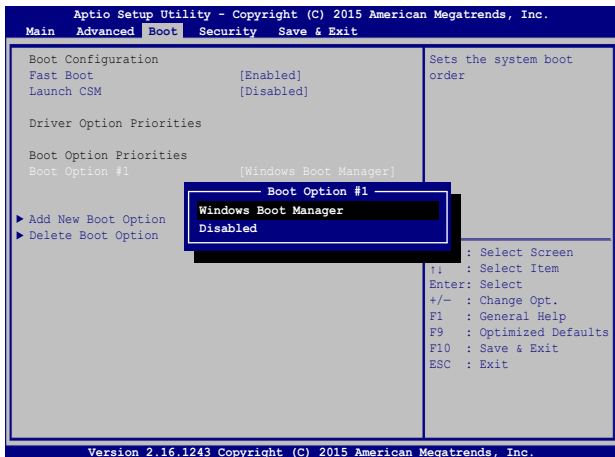 Aptio Setup Utility - Copyright (C) 2015 American Megatrends, Inc.
Main Advanced Boot Security Save & Exit
Boot Configuration
Fast Boot [Enabled]
Launch CSM [Disabled]
Driver Option Priorities
Boot Option Priorities
Boot Option #1 [Windows Boot Manager]
▶ Add New Boot Option
▶ Delete Boot Option
Boot Option #1
Windows Boot Manager
Disabled
Sets the system boot
order
: Select Screen
↑↓ : Select Item
Enter: Select
+/— : Change Opt.
F1 : General Help
F9 : Optimized Defaults
F10 : Save & Exit
ESC : Exit
Version 2.16.1243 Copyright (C) 2015 American Megatrends, Inc.